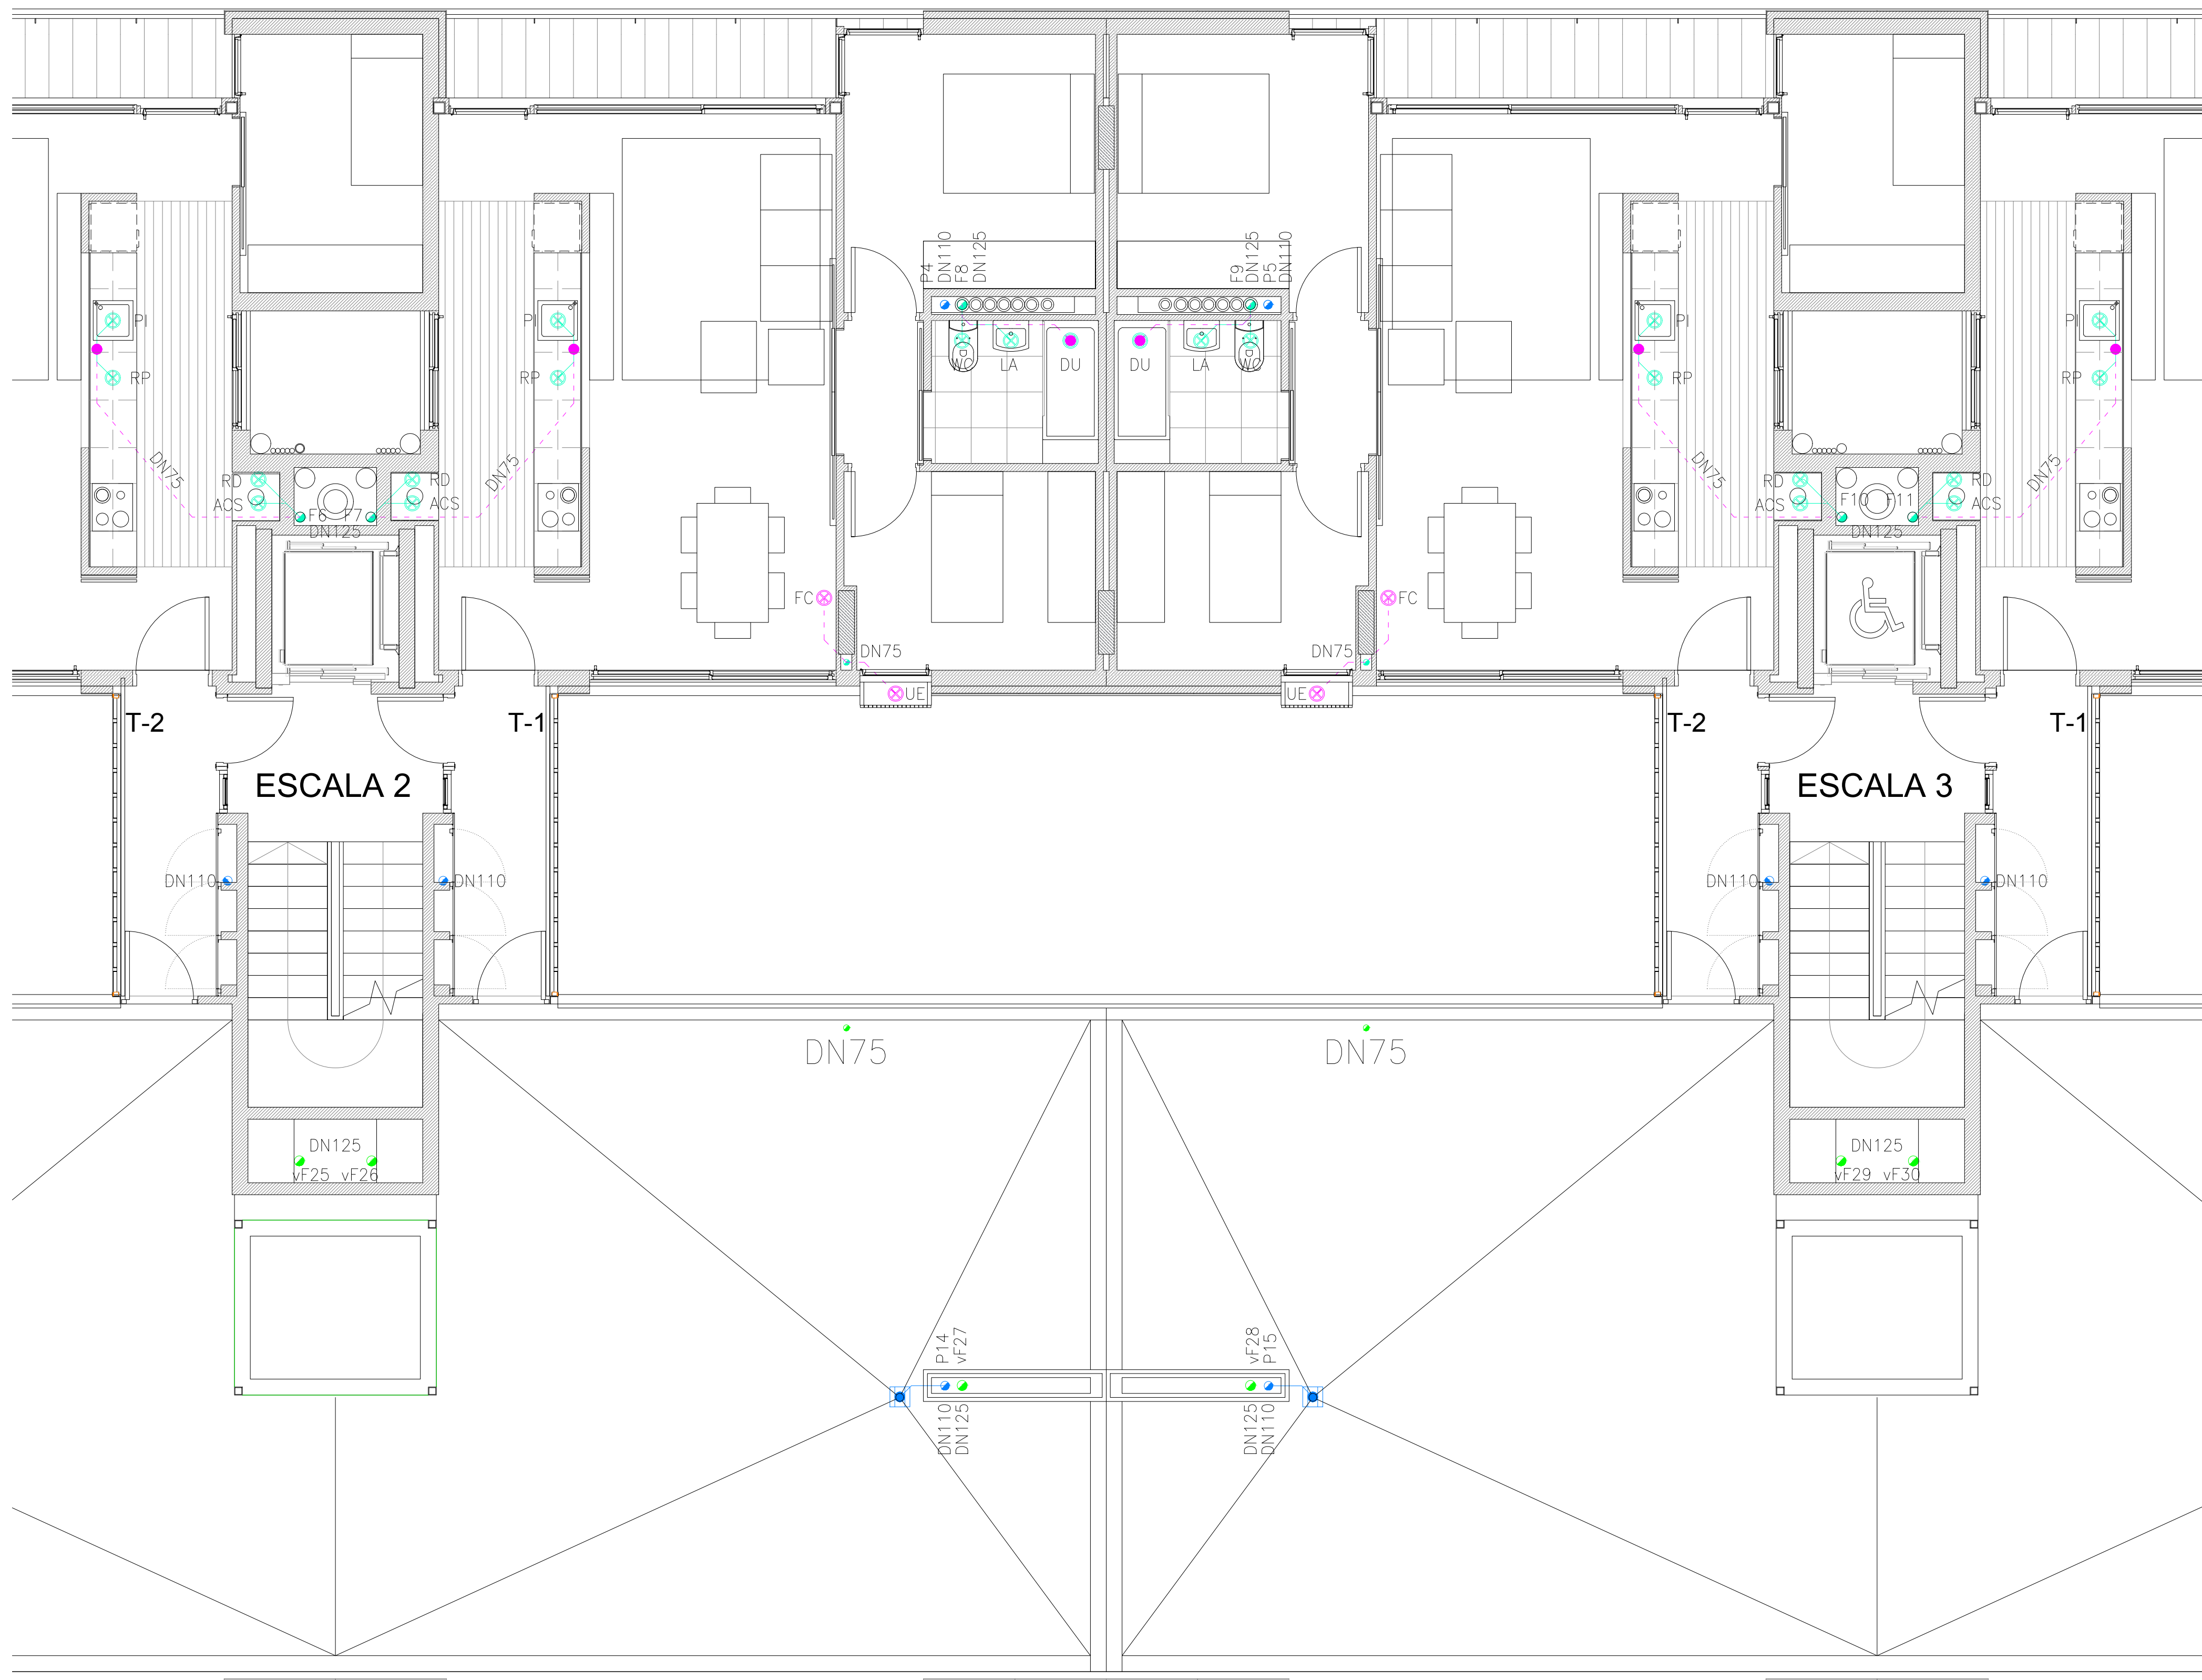 P4
DN110
F8
DN125
F9
DN125
P5
DN110
PI
PI
PI
PI
WC
LA
DU
DU
LA
WC
RP
RP
RP
RP
DN75
DN75
DN75
DN75
RD
RD
RD
RD
ACS
ACS
ACS
ACS
F6
F7
DN125
F10
F11
DN125
FC
FC
DN75
DN75
UE
UE
T-2
T-1
T-2
T-1
ESCALA 2
ESCALA 3
DN110
DN110
DN110
DN110
DN75
DN75
DN125
vF25 vF26
DN125
vF29 vF30
P14
vF27
vF28
P15
DN110
DN125
DN125
DN110